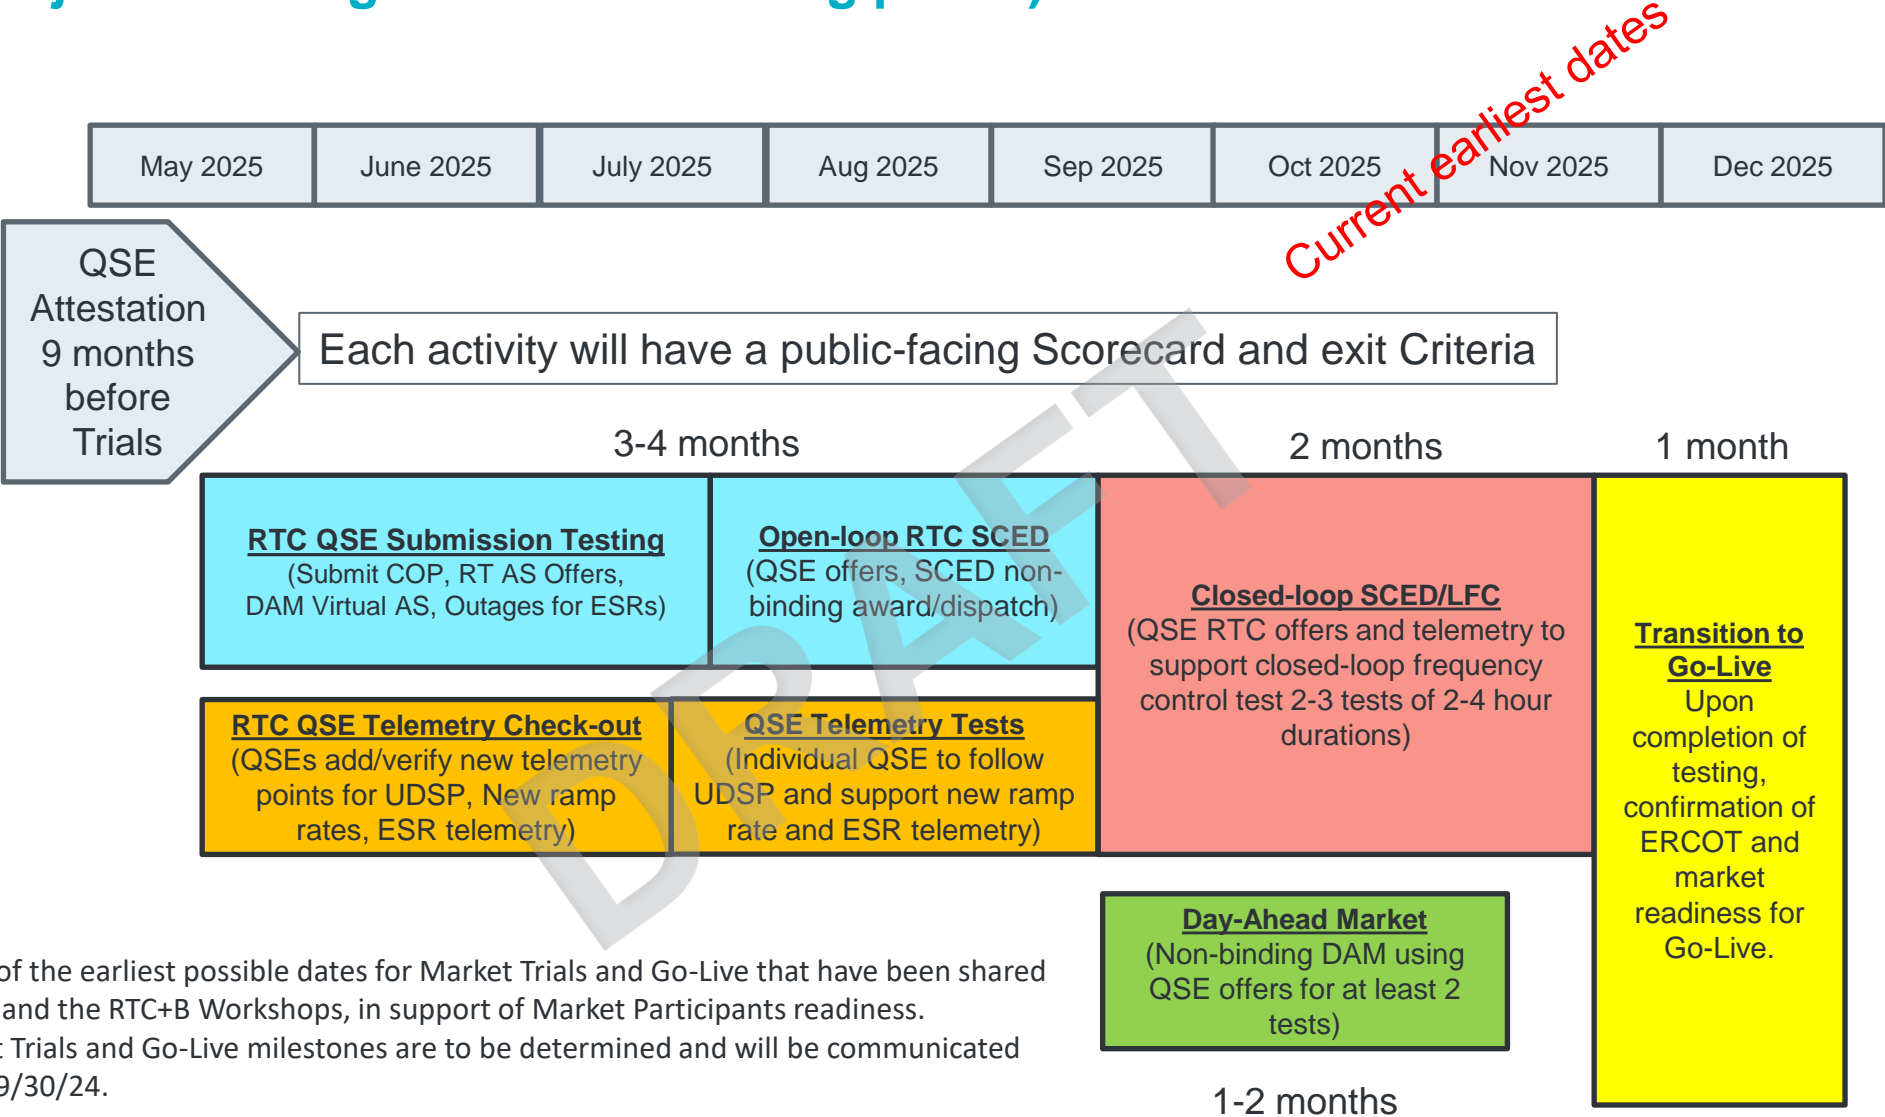 Current earliest dates
May 2025
June 2025
July 2025
Aug 2025
Sep 2025
Oct 2025
Nov 2025
Dec 2025
QSE
Attestation
9 months
before
Trials
Each activity will have a public-facing Scorecard and exit Criteria
3-4 months
2 months
1 month
RTC QSE Submission Testing
(Submit COP, RT AS Offers,
DAM Virtual AS, Outages for ESRs)
Open-loop RTC SCED
(QSE offers, SCED non-
binding award/dispatch)
RTC QSE Telemetry Check-out
(QSEs add/verify new telemetry
points for UDSP, New ramp
rates, ESR telemetry)
QSE Telemetry Tests
(Individual QSE to follow
UDSP and support new ramp
rate and ESR telemetry)
Closed-loop SCED/LFC
(QSE RTC offers and telemetry to
support closed-loop frequency
control test 2-3 tests of 2-4 hour
durations)
Transition to
Go-Live
Upon
completion of
testing,
confirmation of
ERCOT and
market
readiness for
Go-Live.
Day-Ahead Market
(Non-binding DAM using
QSE offers for at least 2
tests)
1-2 months
DRAFT
of the earliest possible dates for Market Trials and Go-Live that have been shared
and the RTC+B Workshops, in support of Market Participants readiness.
Trials and Go-Live milestones are to be determined and will be communicated
9/30/24.